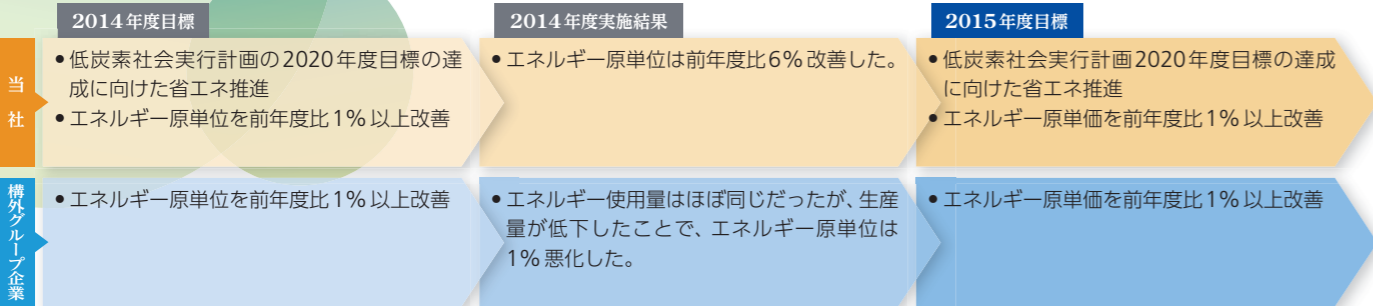 2014年度目標
2014年度実施結果
2015年度目標
当社
•低炭素社会実行計画の2020年度目標の達
成に向けた省エネ推進
•エネルギー原単位を前年度比1%以上改善
•エネルギー原単位は前年度比6%改善した。
•低炭素社会実行計画2020年度目標の達成
に向けた省エネ推進
•エネルギー原単価を前年度比1%以上改善
構外グループ企業
•エネルギー原単位を前年度比1%以上改善
•エネルギー使用量はほぼ同じだったが、生産
量が低下したことで、エネルギー原単位は
1%悪化した。
•エネルギー原単価を前年度比1%以上改善